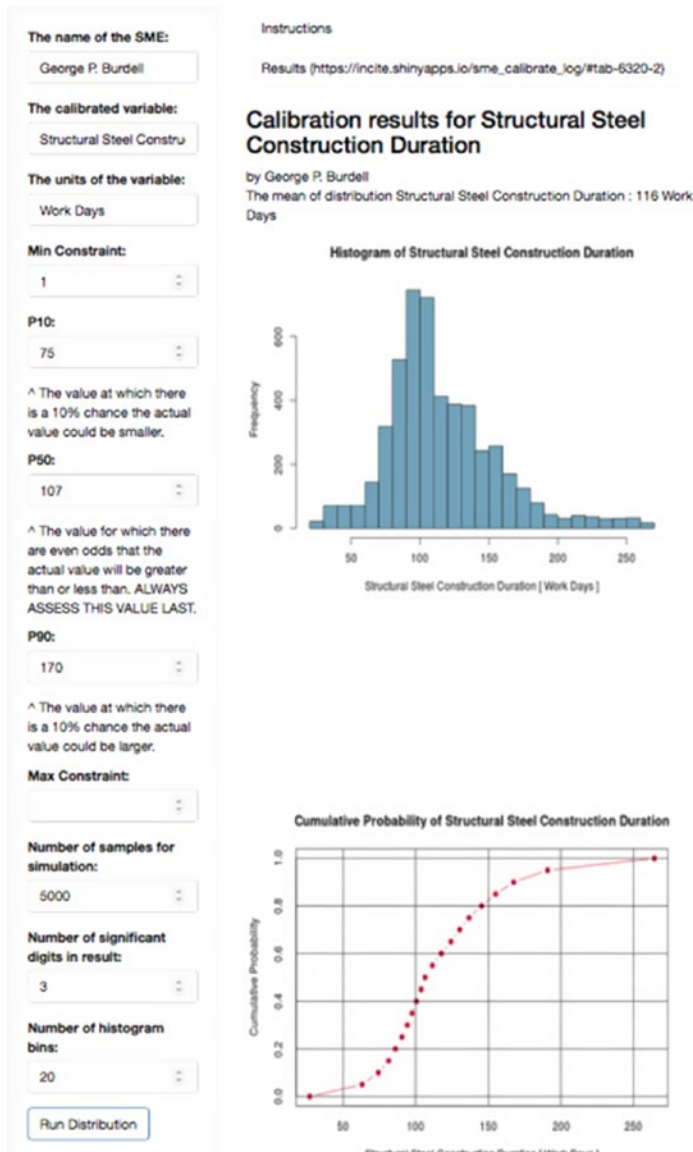 The name of the SME:
George P. Burdell
The calibrated variable:
Structural Steel Constru
The units of the variable:
Work Days
Min Constraint:
1
P10:
75
^ The value at which there
is a 10% chance the actual
value could be smaller.
P50:
107
^ The value for which there
are even odds that the
actual value will be greater
than or less than. ALWAYS
ASSESS THIS VALUE LAST.
P90:
170
^ The value at which there
is a 10% chance the actual
value could be larger.
Max Constraint:
Number of samples for
simulation:
5000
Number of significant
digits in result:
3
Number of histogram
bins:
20
Run Distribution
Instructions
Results (https://incite.shinyapps.io/sme_calibrate_log/#tab-6320-2)
Calibration results for Structural Steel
Construction Duration
by George P. Burdell
The mean of distribution Structural Steel Construction Duration : 116 Work
Days
Histogram of Structural Steel Construction Duration
Frequency
600
400
200
0
50 100 150 200 250
Structural Steel Construction Duration [ Work Days ]
Cumulative Probability of Structural Steel Construction Duration
Cumulative Probability
1.0
0.8
0.6
0.4
0.2
0.0
50 100 150 200 250
Structural Steel Construction Duration [ Work Days ]